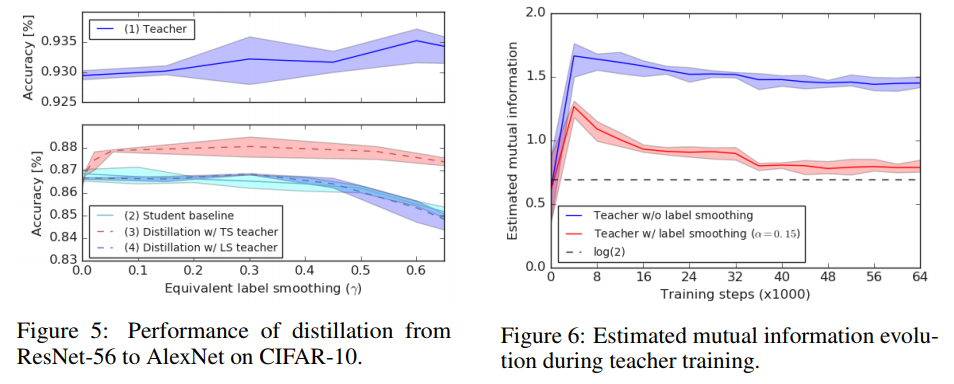 0.935
0.930
0.925
Accuracy [%]
(1) Teacher
0.88
0.87
0.86
0.85
0.84
0.83
Accuracy [%]
(2) Student baseline
(3) Distillation w/ TS teacher
(4) Distillation w/ LS teacher
0.0 0.1 0.2 0.3 0.4 0.5 0.6
Equivalent label smoothing (γ)
Figure 5: Performance of distillation from
ResNet-56 to AlexNet on CIFAR-10.
2.0
1.5
1.0
0.5
0.0
Estimated mutual information
Teacher w/o label smoothing
Teacher w/ label smoothing (α = 0.15)
log(2)
0 8 16 24 32 36 44 48 56 64
Training steps (x1000)
Figure 6: Estimated mutual information evolu-
tion during teacher training.